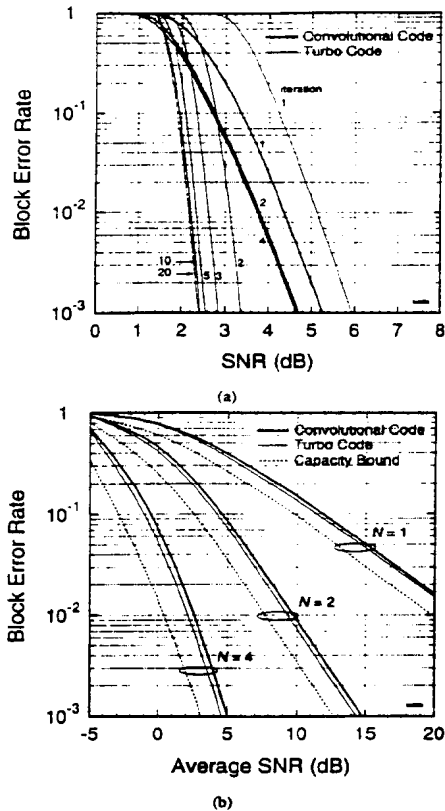 1
Convolutional Code
Turbo Code
iteration
1
10⁻¹
1
Block Error Rate
2
10⁻²
4
10
20
5
3
2
10⁻³
0 1 2 3 4 5 6 7 8
SNR (dB)
(a)
1
Convolutional Code
Turbo Code
Capacity Bound
10⁻¹
N = 1
Block Error Rate
N = 2
10⁻²
N = 4
10⁻³
-5 0 5 10 15 20
Average SNR (dB)
(b)